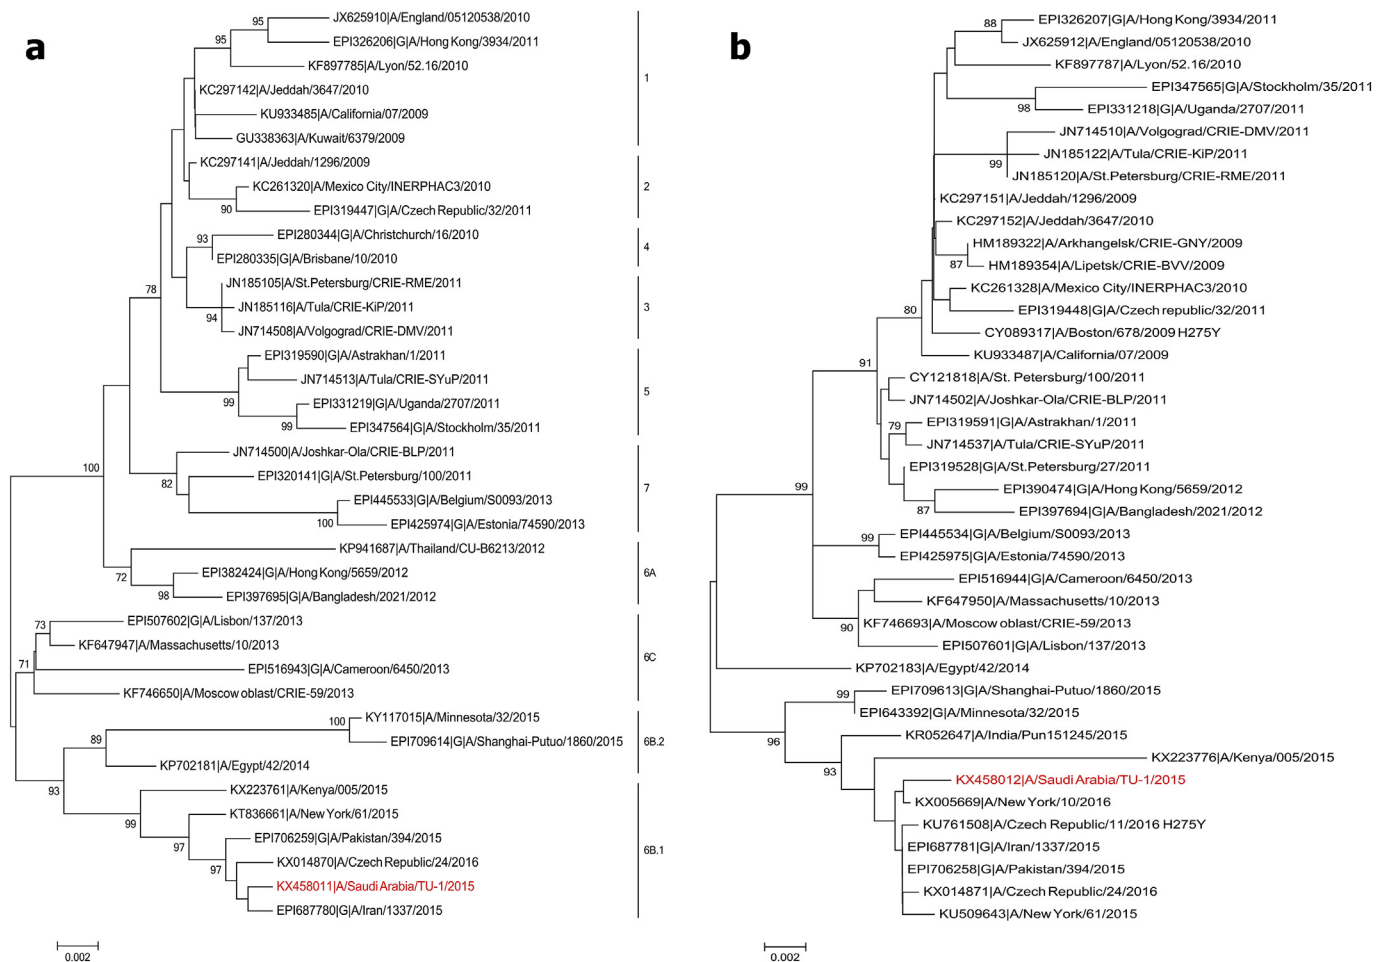 a
95
JX625910|A/England/05120538/2010
95
EPI326206|G|A/Hong Kong/3934/2011
KF897785|A/Lyon/52.16/2010
KC297142|A/Jeddah/3647/2010
1
KU933485|A/California/07/2009
GU338363|A/Kuwait/6379/2009
KC297141|A/Jeddah/1296/2009
KC261320|A/Mexico City/INERPHAC3/2010
2
90
EPI319447|G|A/Czech Republic/32/2011
93
EPI280344|G|A/Christchurch/16/2010
4
EPI280335|G|A/Brisbane/10/2010
78
JN185105|A/St.Petersburg/CRIE-RME/2011
JN185116|A/Tula/CRIE-KiP/2011
3
94
JN714508|A/Volgograd/CRIE-DMV/2011
EPI319590|G|A/Astrakhan/1/2011
JN714513|A/Tula/CRIE-SYuP/2011
5
99
EPI331219|G|A/Uganda/2707/2011
99
EPI347564|G|A/Stockholm/35/2011
JN714500|A/Joshkar-Ola/CRIE-BLP/2011
100
EPI320141|G|A/St.Petersburg/100/2011
82
7
EPI445533|G|A/Belgium/S0093/2013
100
EPI425974|G|A/Estonia/74590/2013
KP941687|A/Thailand/CU-B6213/2012
72
EPI382424|G|A/Hong Kong/5659/2012
6A
98
EPI397695|G|A/Bangladesh/2021/2012
73
EPI507602|G|A/Lisbon/137/2013
KF647947|A/Massachusetts/10/2013
6C
71
EPI516943|G|A/Cameroon/6450/2013
KF746650|A/Moscow oblast/CRIE-59/2013
100
KY117015|A/Minnesota/32/2015
89
EPI709614|G|A/Shanghai-Putuo/1860/2015
6B.2
KP702181|A/Egypt/42/2014
93
KX223761|A/Kenya/005/2015
99
KT836661|A/New York/61/2015
97
EPI706259|G|A/Pakistan/394/2015
6B.1
97
KX014870|A/Czech Republic/24/2016
KX458011|A/Saudi Arabia/TU-1/2015
EPI687780|G|A/Iran/1337/2015
0.002
b
88
EPI326207|G|A/Hong Kong/3934/2011
JX625912|A/England/05120538/2010
KF897787|A/Lyon/52.16/2010
EPI347565|G|A/Stockholm/35/2011
98
EPI331218|G|A/Uganda/2707/2011
JN714510|A/Volgograd/CRIE-DMV/2011
JN185122|A/Tula/CRIE-KiP/2011
99
JN185120|A/St.Petersburg/CRIE-RME/2011
KC297151|A/Jeddah/1296/2009
KC297152|A/Jeddah/3647/2010
HM189322|A/Arkhangelsk/CRIE-GNY/2009
87
HM189354|A/Lipetsk/CRIE-BVV/2009
KC261328|A/Mexico City/INERPHAC3/2010
80
EPI319448|G|A/Czech republic/32/2011
CY089317|A/Boston/678/2009 H275Y
KU933487|A/California/07/2009
91
CY121818|A/St. Petersburg/100/2011
JN714502|A/Joshkar-Ola/CRIE-BLP/2011
79
EPI319591|G|A/Astrakhan/1/2011
JN714537|A/Tula/CRIE-SYuP/2011
EPI319528|G|A/St.Petersburg/27/2011
99
EPI390474|G|A/Hong Kong/5659/2012
87
EPI397694|G|A/Bangladesh/2021/2012
99
EPI445534|G|A/Belgium/S0093/2013
EPI425975|G|A/Estonia/74590/2013
EPI516944|G|A/Cameroon/6450/2013
KF647950|A/Massachusetts/10/2013
90
KF746693|A/Moscow oblast/CRIE-59/2013
EPI507601|G|A/Lisbon/137/2013
KP702183|A/Egypt/42/2014
99
EPI709613|G|A/Shanghai-Putuo/1860/2015
EPI643392|G|A/Minnesota/32/2015
96
KR052647|A/India/Pun151245/2015
93
KX223776|A/Kenya/005/2015
KX458012|A/Saudi Arabia/TU-1/2015
KX005669|A/New York/10/2016
KU761508|A/Czech Republic/11/2016 H275Y
EPI687781|G|A/Iran/1337/2015
EPI706258|G|A/Pakistan/394/2015
KX014871|A/Czech Republic/24/2016
KU509643|A/New York/61/2015
0.002